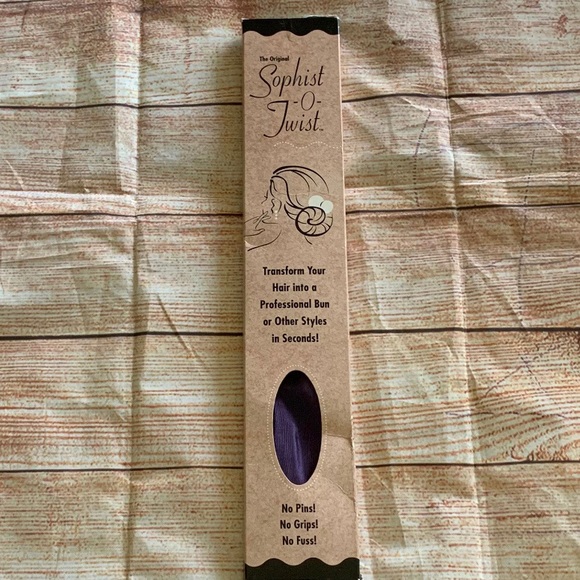 The Original
Sophist
-O-
Twist™
Transform Your
Hair into a
Professional Bun
or Other Styles
in Seconds!
No Pins!
No Grips!
No Fuss!